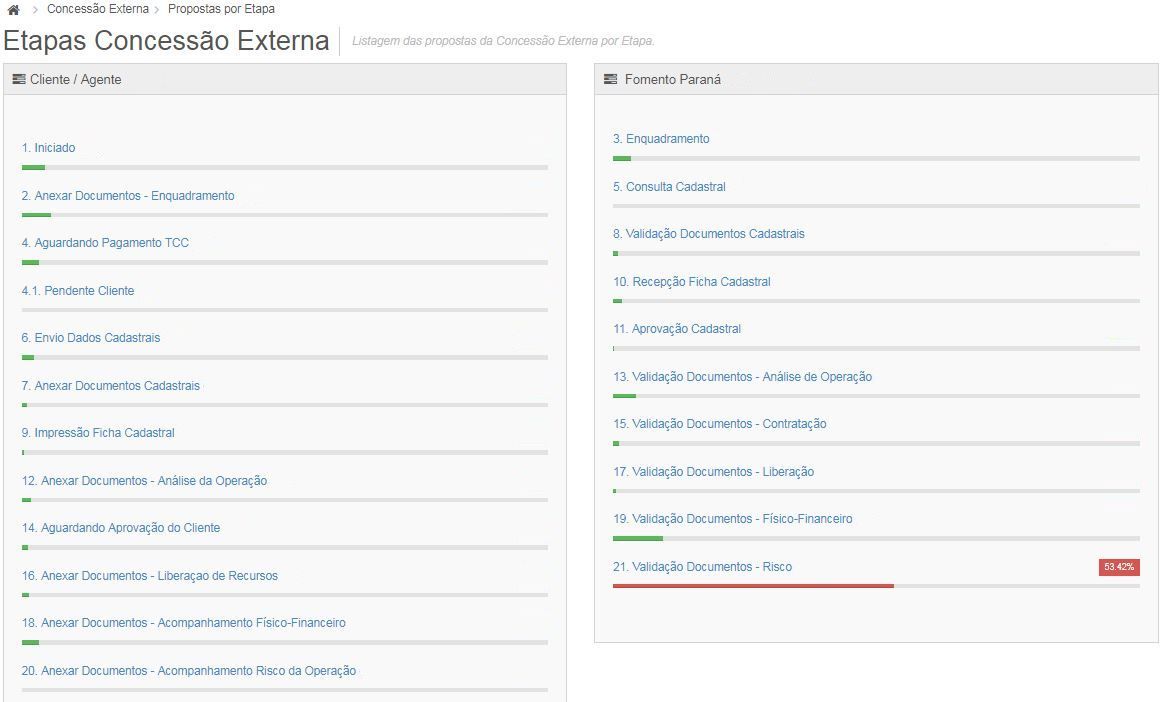 Concessão Externa
Propostas por Etapa
Etapas Concessão Externa
Listagem das propostas da Concessão Externa por Etapa.
Cliente / Agente
1. Iniciado
2. Anexar Documentos - Enquadramento
4. Aguardando Pagamento TCC
4.1. Pendente Cliente
6. Envio Dados Cadastrais
7. Anexar Documentos Cadastrais
9. Impressão Ficha Cadastral
12. Anexar Documentos - Análise da Operação
14. Aguardando Aprovação do Cliente
16. Anexar Documentos - Liberaçao de Recursos
18. Anexar Documentos - Acompanhamento Físico-Financeiro
20. Anexar Documentos - Acompanhamento Risco da Operação
Fomento Paraná
3. Enquadramento
5. Consulta Cadastral
8. Validação Documentos Cadastrais
10. Recepção Ficha Cadastral
11. Aprovação Cadastral
13. Validação Documentos - Análise de Operação
15. Validação Documentos - Contratação
17. Validação Documentos - Liberação
19. Validação Documentos - Físico-Financeiro
21. Validação Documentos - Risco
53.42%